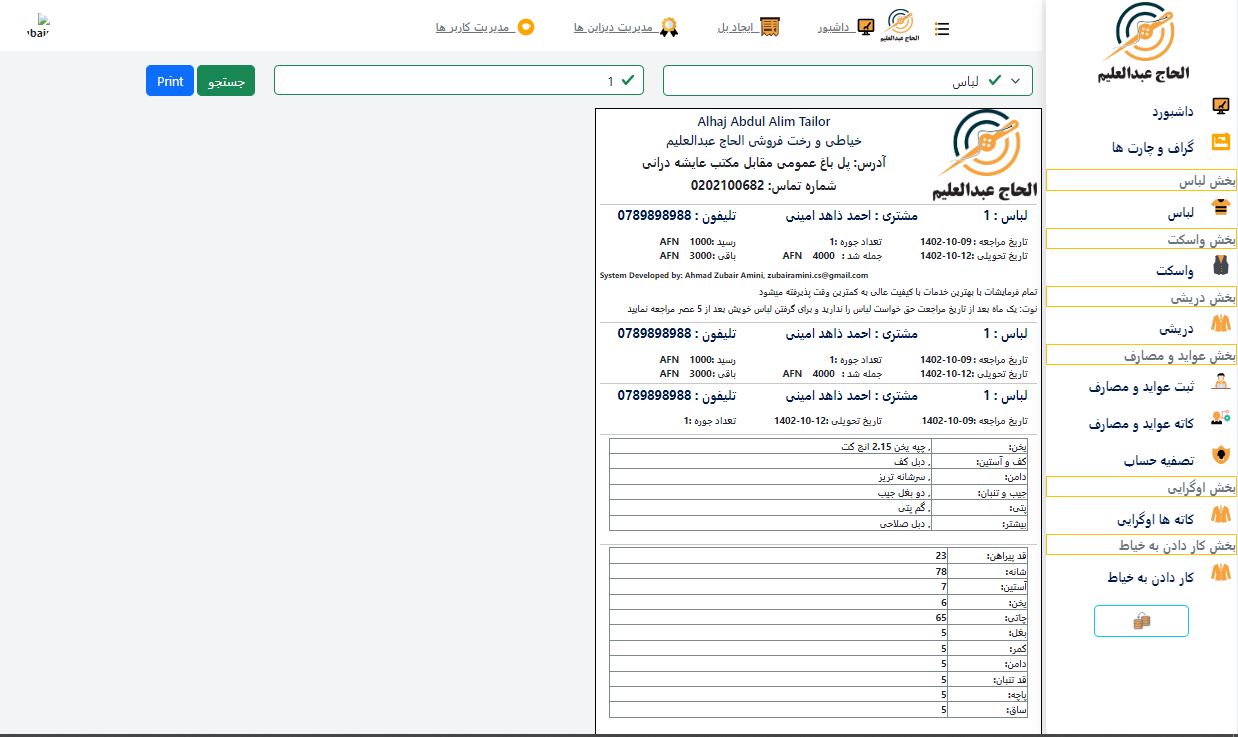 الحاج عبدالعلیم
داشبورد
گراف و چارت ها
بخش لباس
لباس
بخش واسکت
واسکت
بخش دریشی
دریشی
بخش عواید و مصارف
ثبت عواید و مصارف
کاته عواید و مصارف
تصفیه حساب
بخش اوگرایی
کاته ها اوگرایی
بخش کار دادن به خیاط
کار دادن به خیاط
الحاج عبدالعلیم
داشبور
ایجاد بل
مدیریت دیزاین ها
مدیریت کاربر ها
لباس
1
جستجو
Print
الحاج عبدالعلیم
Alhaj Abdul Alim Tailor
خیاطی و رخت فروشی الحاج عبدالعلیم
آدرس: پل باغ عمومی مقابل مکتب عایشه درانی
شماره تماس: 0202100682
لباس : 1 مشتری : احمد ذاهد امینی تلیفون : 0789898988
تاریخ مراجعه :09-10-1402 تعداد جوره :1 رسید :1000 AFN
تاریخ تحویلی :12-10-1402 جمله شد : 4000 AFN باقی :3000 AFN
System Developed by: Ahmad Zubair Amini, zubairamini.cs@gmail.com
تمام فرمایشات با بهترین خدمات با کیفیت عالی به کمترین وقت پذیرفته میشود
نوت: یک ماه بعد از تاریخ مراجعت حق خواست لباس را ندارید و برای گرفتن لباس خویش بعد از 5 عصر مراجعه نمایید
لباس : 1 مشتری : احمد ذاهد امینی تلیفون : 0789898988
تاریخ مراجعه :09-10-1402 تعداد جوره :1 رسید :1000 AFN
تاریخ تحویلی :12-10-1402 جمله شد : 4000 AFN باقی :3000 AFN
لباس : 1 مشتری : احمد ذاهد امینی تلیفون : 0789898988
تاریخ مراجعه :09-10-1402 تاریخ تحویلی :12-10-1402 تعداد جوره :1
یخن: , چپه یخن 2.15 انچ کت
کف و آستین: , دبل کف
دامن: , سرشانه تریز
جیب و تنبان: , دو بغل جیب
پتی: , گم پتی
بیشتر: , دبل صلاحی
قد پیراهن: 23
شانه: 78
آستین: 7
یخن: 6
چاتی: 65
بغل: 5
کمر: 5
دامن: 5
قد تنبان: 5
پاچه: 5
ساق: 5